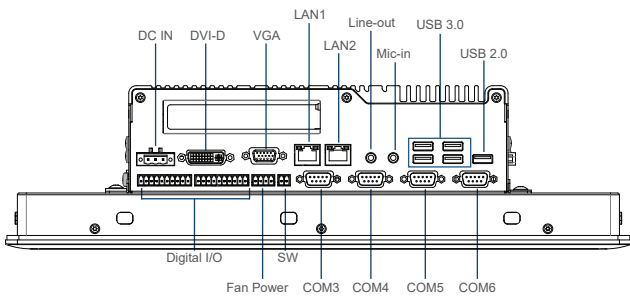 LAN1
Line-out
USB 3.0
DC IN
DVI-D
VGA
LAN2
Mic-in
USB 2.0
Digital I/O
SW
Fan Power
COM3
COM4
COM5
COM6